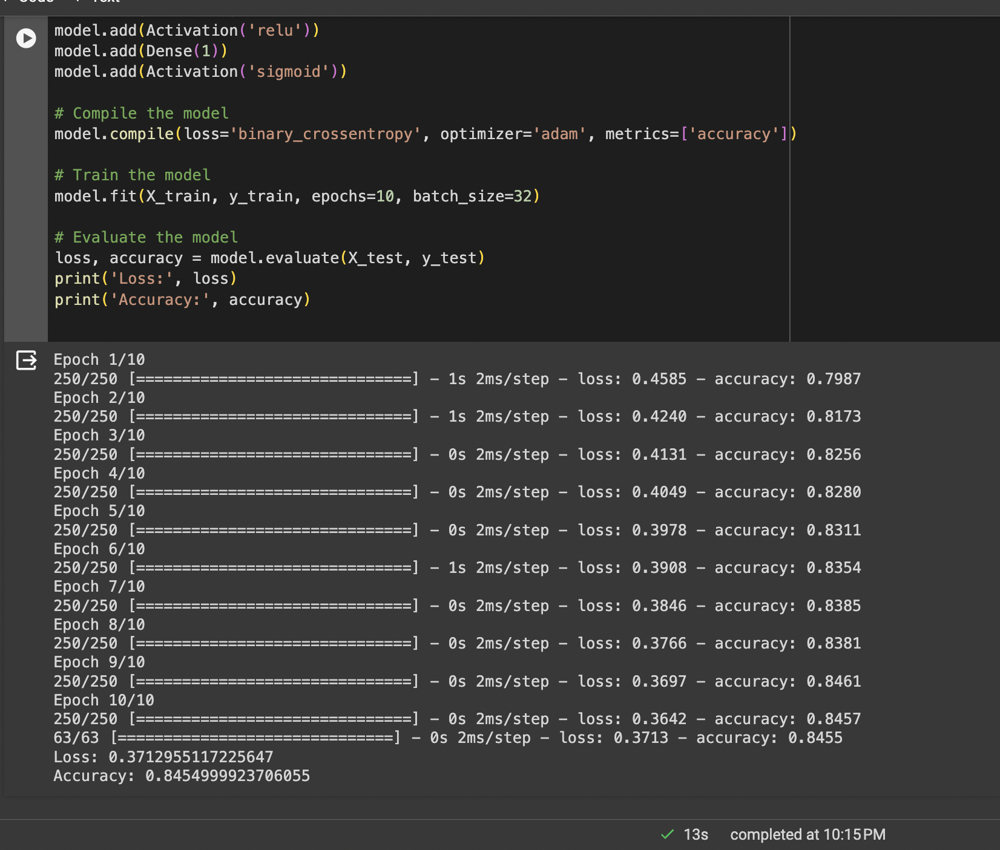 + Code + Text
model.add(Activation('relu'))
model.add(Dense(1))
model.add(Activation('sigmoid'))
# Compile the model
model.compile(loss='binary_crossentropy', optimizer='adam', metrics=['accuracy'])
# Train the model
model.fit(X_train, y_train, epochs=10, batch_size=32)
# Evaluate the model
loss, accuracy = model.evaluate(X_test, y_test)
print('Loss:', loss)
print('Accuracy:', accuracy)
Epoch 1/10
250/250 [==============================] - 1s 2ms/step - loss: 0.4585 - accuracy: 0.7987
Epoch 2/10
250/250 [==============================] - 1s 2ms/step - loss: 0.4240 - accuracy: 0.8173
Epoch 3/10
250/250 [==============================] - 0s 2ms/step - loss: 0.4131 - accuracy: 0.8256
Epoch 4/10
250/250 [==============================] - 0s 2ms/step - loss: 0.4049 - accuracy: 0.8280
Epoch 5/10
250/250 [==============================] - 0s 2ms/step - loss: 0.3978 - accuracy: 0.8311
Epoch 6/10
250/250 [==============================] - 1s 2ms/step - loss: 0.3908 - accuracy: 0.8354
Epoch 7/10
250/250 [==============================] - 0s 2ms/step - loss: 0.3846 - accuracy: 0.8385
Epoch 8/10
250/250 [==============================] - 0s 2ms/step - loss: 0.3766 - accuracy: 0.8381
Epoch 9/10
250/250 [==============================] - 0s 2ms/step - loss: 0.3697 - accuracy: 0.8461
Epoch 10/10
250/250 [==============================] - 0s 2ms/step - loss: 0.3642 - accuracy: 0.8457
63/63 [==============================] - 0s 2ms/step - loss: 0.3713 - accuracy: 0.8455
Loss: 0.3712955117225647
Accuracy: 0.8454999923706055
13s completed at 10:15 PM